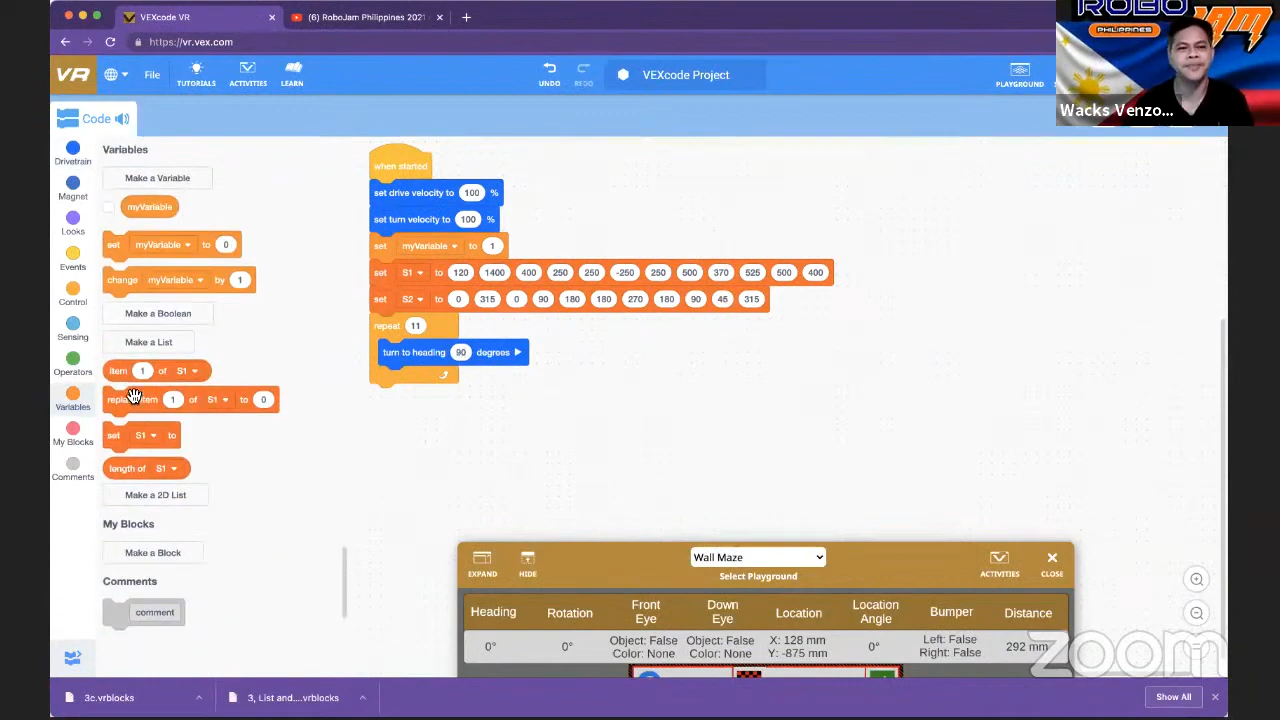 VEXcode VR
(6) RoboJam Philippines 2021
https://vr.vex.com
ROBO
JAM
PHILIPPINES
Wacks Venzo...
VR
File
TUTORIALS
ACTIVITIES
LEARN
UNDO
REDO
VEXcode Project
PLAYGROUND
Code
Drivetrain
Magnet
Looks
Events
Control
Sensing
Operators
Variables
My Blocks
Comments
Variables
Make a Variable
myVariable
set myVariable to 0
change myVariable by 1
Make a Boolean
Make a List
item 1 of S1
item 1 of S1 to 0
set S1 to
length of S1
Make a 2D List
My Blocks
Make a Block
Comments
comment
when started
set drive velocity to 100 %
set turn velocity to 100 %
set myVariable to 1
set S1 to 120 1400 400 250 250 -250 250 500 370 525 500 400
set S2 to 0 315 0 90 180 180 270 180 90 45 315
repeat 11
turn to heading 90 degrees
EXPAND
HIDE
Wall Maze
Select Playground
ACTIVITIES
CLOSE
Heading Rotation Front Eye Down Eye Location Location Angle Bumper Distance
0° 0° Object: False Color: None Object: False Color: None X: 128 mm Y: -875 mm 0° Left: False Right: False 292 mm
zoom
3c.vrblocks
3, List and....vrblocks
Show All